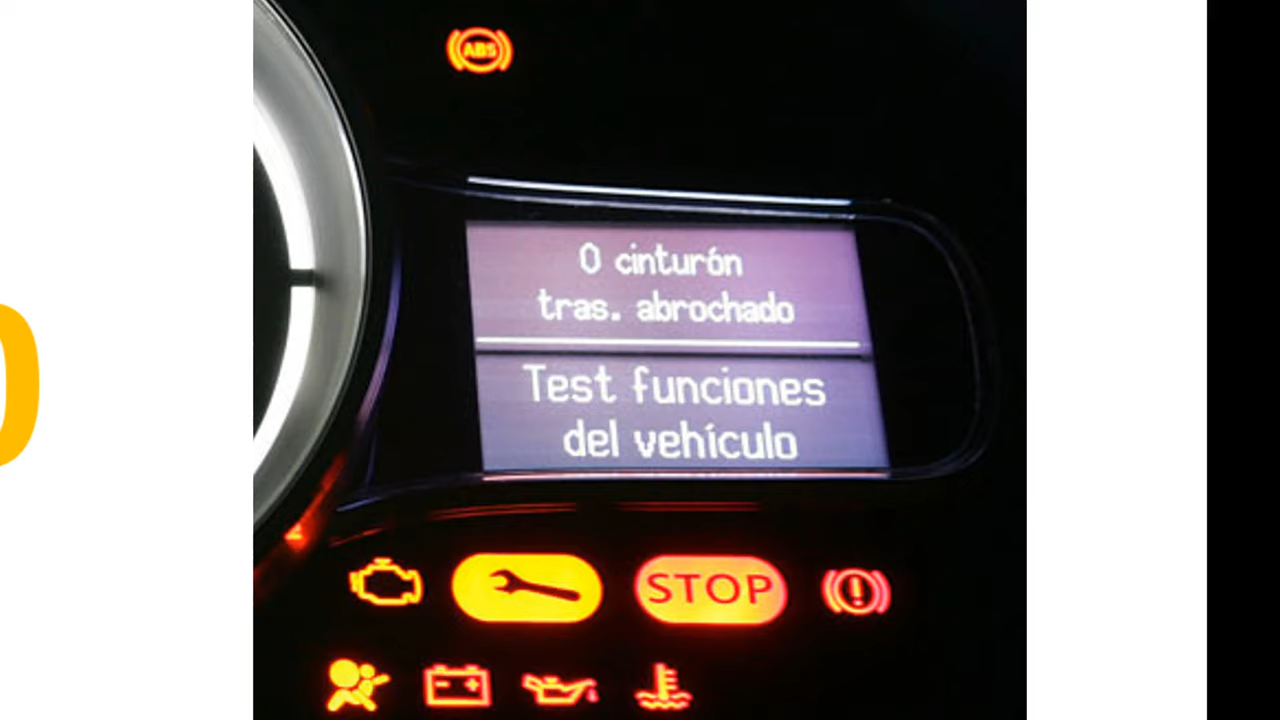 ABS
0 cinturón
tras. abrochado
Test funciones
del vehículo
STOP